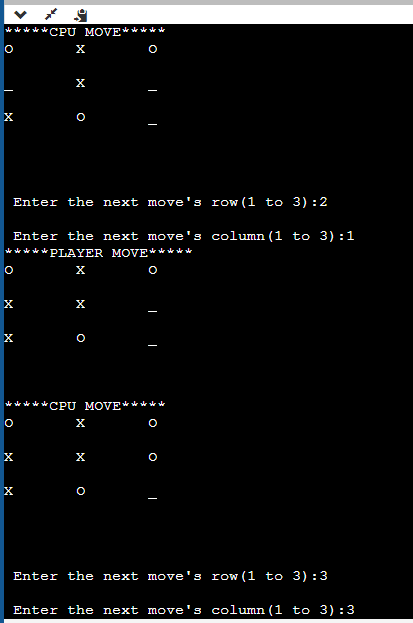 *****CPU MOVE*****
O X O
_ X _
X O _
Enter the next move's row(1 to 3):2
Enter the next move's column(1 to 3):1
*****PLAYER MOVE*****
O X O
X X _
X O _
*****CPU MOVE*****
O X O
X X O
X O _
Enter the next move's row(1 to 3):3
Enter the next move's column(1 to 3):3